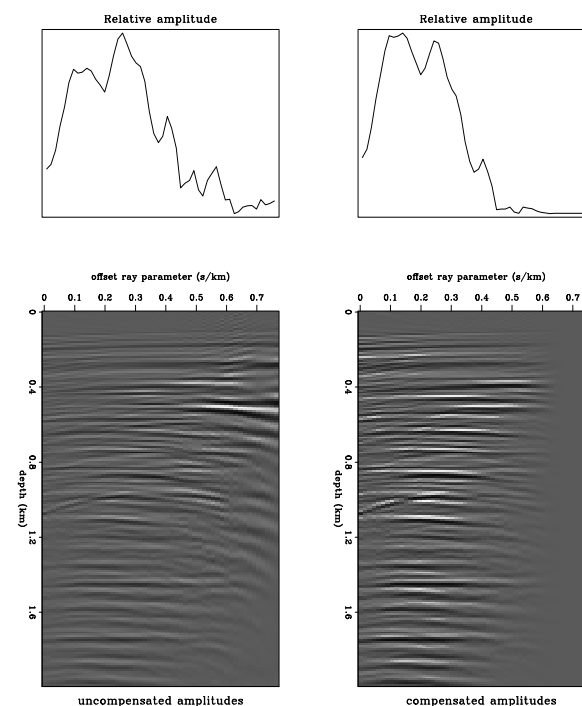 Relative amplitude
Relative amplitude
offset ray parameter (s/km)
0 0.1 0.2 0.3 0.4 0.5 0.6 0.7
0 0.4 0.8 1.2 1.6
depth (km)
uncompensated amplitudes
offset ray parameter (s/km)
0 0.1 0.2 0.3 0.4 0.5 0.6 0.7
0 0.4 0.8 1.2 1.6
depth (km)
compensated amplitudes